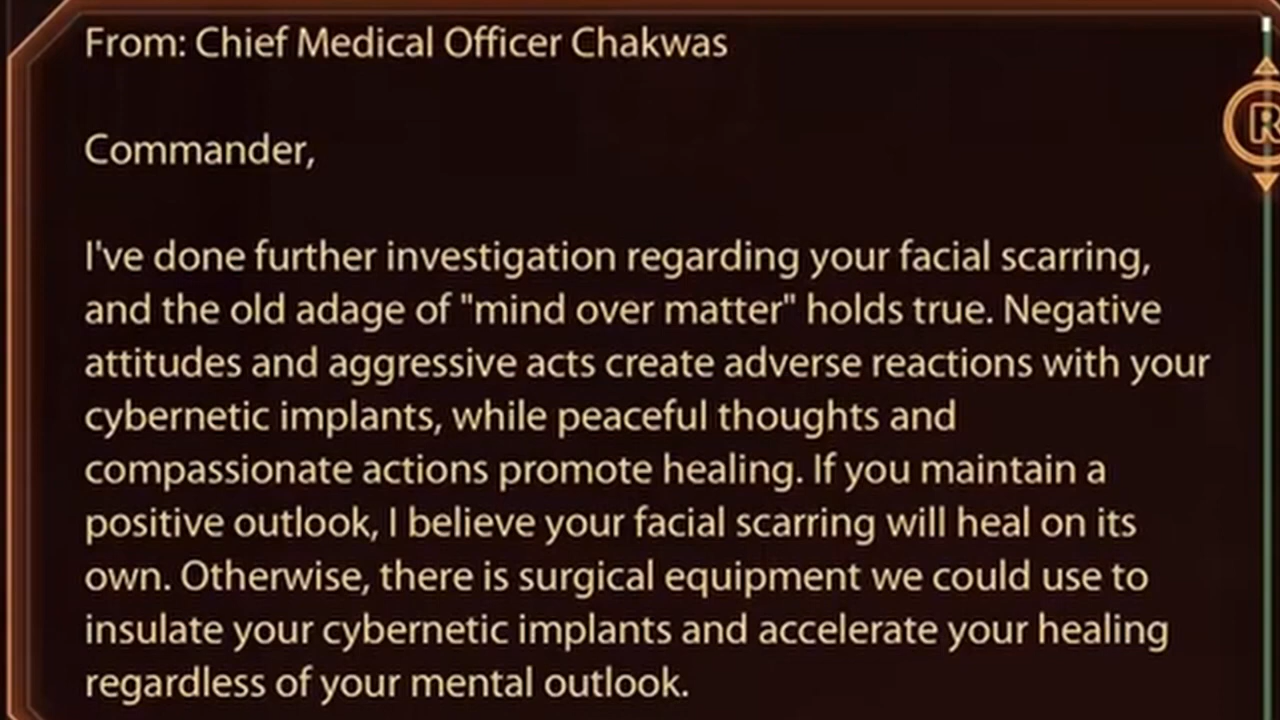 From: Chief Medical Officer Chakwas
R
Commander,
I've done further investigation regarding your facial scarring,
and the old adage of "mind over matter" holds true. Negative
attitudes and aggressive acts create adverse reactions with your
cybernetic implants, while peaceful thoughts and
compassionate actions promote healing. If you maintain a
positive outlook, I believe your facial scarring will heal on its
own. Otherwise, there is surgical equipment we could use to
insulate your cybernetic implants and accelerate your healing
regardless of your mental outlook.